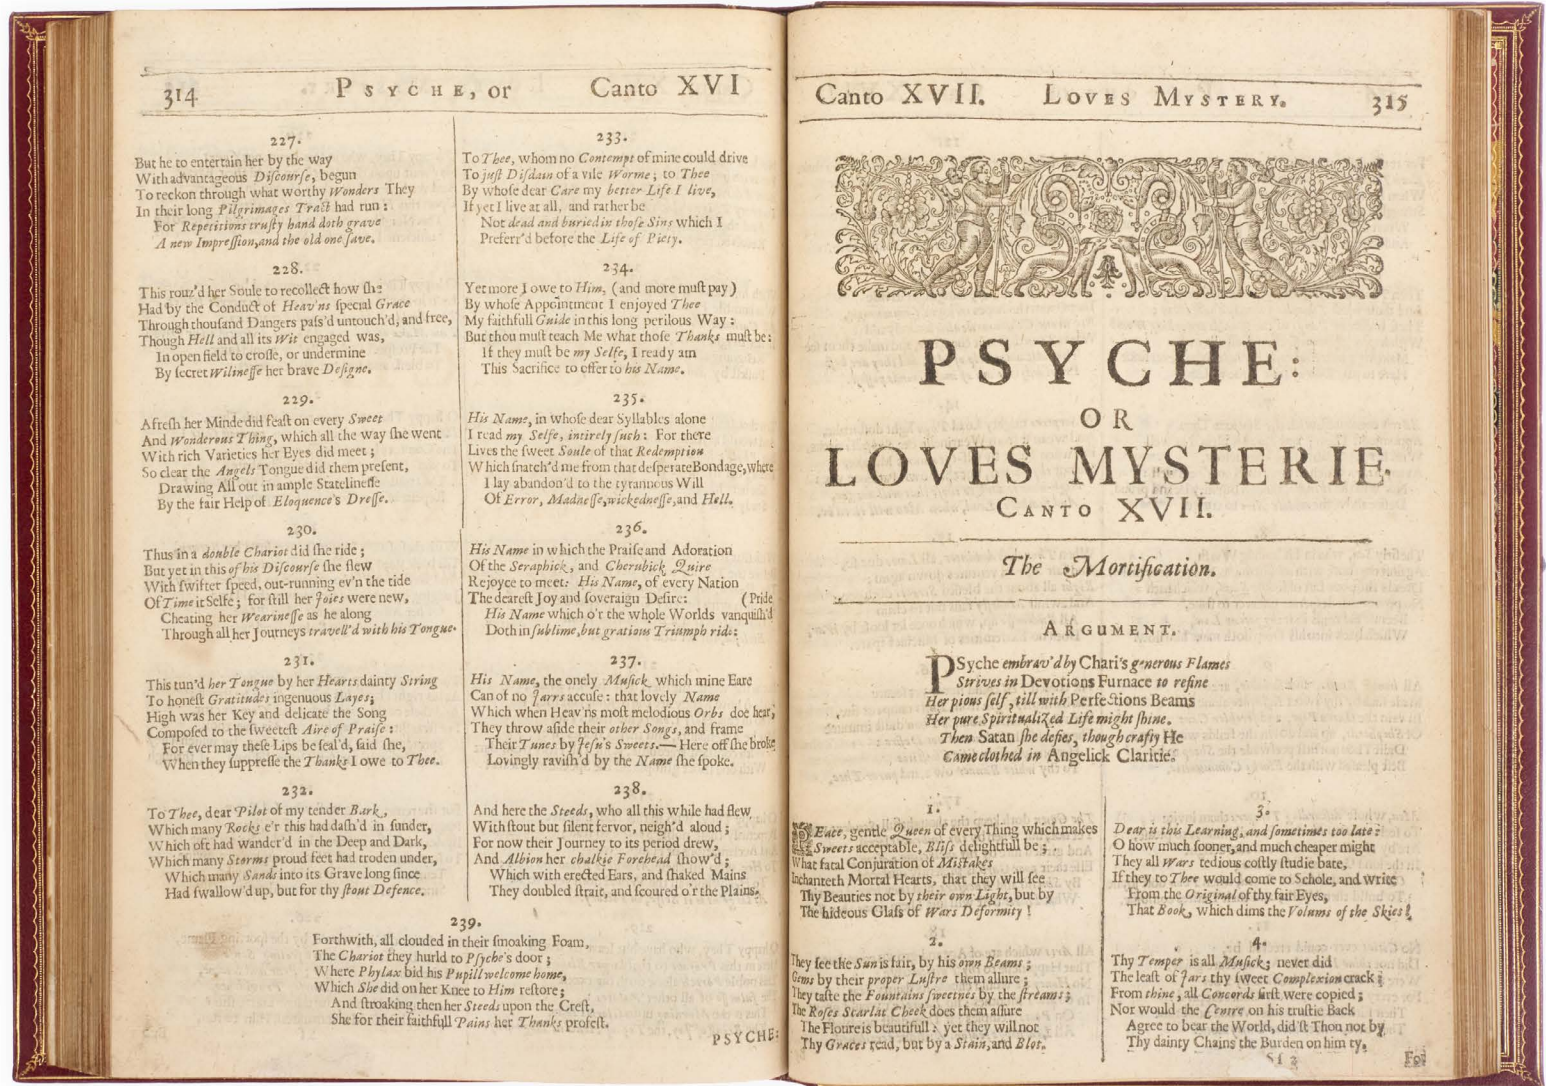 314 PSYCHE, or Canto XVI
227.
But he to entertain her by the way
With advantageous Diſcourſe, begun
To reckon through what worthy Wonders They
In their long Pilgrimages Tract had run:
For Repetitions truſty hand doth grave
A new Impreſſion, and the old one ſave.
228.
This rouz'd her Soule to recollect how ſhe
Had by the Conduct of Heav'ns ſpecial Grace
Through thouſand Dangers paſs'd untouch'd, and free,
Though Hell and all its Wit engaged was,
In open field to croſſe, or undermine
By ſecret Wilineſſe her brave Deſigne.
229.
Afreſh her Minde did feaſt on every Sweet
And Wonderous Thing, which all the way ſhe went
With rich Varieties her Eyes did meet;
So clear the Angels Tongue did them preſent,
Drawing All out in ample Statelineſſe
By the fair Help of Eloquence's Dreſſe.
230.
Thus in a double Chariot did ſhe ride;
But yet in this of his Diſcourſe ſhe flew
With ſwifter ſpeed, out-running ev'n the tide
Of Time it Selfe; for ſtill her Joies were new,
Cheating her Wearineſſe as he along
Through all her Journeys travell'd with his Tongue.
231.
This tun'd her Tongue by her Hearts dainty String
To honeſt Gratitudes ingenuous Layes;
High was her Key and delicate the Song
Compoſed to the ſweeteſt Aire of Praiſe:
For ever may theſe Lips be ſeal'd, ſaid ſhe,
When they ſuppreſſe the Thanks I owe to Thee.
232.
To Thee, dear Pilot of my tender Bark,
Which many Rocks e'r this had daſh'd in ſunder,
Which oft had wander'd in the Deep and Dark,
Which many Storms proud feet had troden under,
Which many Sands into its Grave long ſince
Had ſwallow'd up, but for thy ſtout Defence.
233.
To Thee, whom no Contempt of mine could drive
To juſt Diſdain of a vile Worme; to Thee
By whoſe dear Care my better Life I live,
If yet I live at all, and rather be
Not dead and buried in thoſe Sins which I
Preferr'd before the Life of Piety.
234.
Yet more I owe to Him, (and more muſt pay)
By whoſe Appointment I enjoyed Thee
My faithfull Guide in this long perilous Way:
But thou muſt teach Me what thoſe Thanks muſt be:
If they muſt be my Selfe, I ready am
This Sacrifice to offer to his Name.
235.
His Name, in whoſe dear Syllables alone
I read my Selfe, intirely ſuch: For there
Lives the ſweet Soule of that Redemption
Which ſnatch'd me from that deſperate Bondage, where
I lay abandon'd to the tyrannous Will
Of Error, Madneſſe, wickedneſſe, and Hell.
236.
His Name in which the Praiſe and Adoration
Of the Seraphick, and Cherubick Quire
Rejoyce to meet: His Name, of every Nation
The deareſt Joy and ſoveraign Deſire: (Pride
His Name which o'r the whole Worlds vanquiſh'd
Doth in ſublime, but gratious Triumph ride:
237.
His Name, the onely Muſick which mine Eare
Can of no Jarrs accuſe: that lovely Name
Which when Heav'ns moſt melodious Orbs doe hear,
They throw aſide their other Songs, and frame
Their Tunes by Jeſu's Sweets.— Here off ſhe broke
Lovingly raviſh'd by the Name ſhe ſpoke.
238.
And here the Steeds, who all this while had flew
With ſtout but ſilent fervor, neigh'd aloud;
For now their Journey to its period drew,
And Albion her chalkie Forehead ſhow'd;
Which with erected Ears, and ſhaked Mains
They doubled ſtrait, and ſcoured o'r the Plains.
239.
Forthwith, all clouded in their ſmoaking Foam,
The Chariot they hurld to Pſyche's door;
Where Phylax bid his Pupill welcome home,
Which She did on her Knee to Him reſtore;
And ſtroaking then her Steeds upon the Creſt,
She for their faithfull Pains her Thanks profeſt.
PSYCHE:
Canto XVII. LOVES MYSTERY. 315
PSYCHE:
OR
LOVES MYSTERIE.
CANTO XVII.
The Mortification.
ARGUMENT.
PSyche embrav'd by Chari's generous Flames
Strives in Devotions Furnace to refine
Her pious ſelf, till with Perfections Beams
Her pure Spiritualized Life might ſhine.
Then Satan ſhe defies, though crafty He
Came clothed in Angelick Claritie.
1.
PEace, gentle Queen of every Thing which makes
Sweets acceptable, Bliſs delightfull be;
What fatal Conjuration of Miſtakes
Inchanteth Mortal Hearts, that they will ſee
Thy Beauties not by their own Light, but by
The hideous Glaſs of Wars Deformity!
2.
They ſee the Sun is fair, by his own Beams;
Gems by their proper Luſtre them allure;
They taſte the Fountains ſweetnes by the ſtreams;
The Roſes Scarlat Cheek does them aſſure
The Floure is beautifull: yet they will not
Thy Graces read, but by a Stain, and Blot.
3.
Dear is this Learning, and ſometimes too late:
O how much ſooner, and much cheaper might
They all Wars tedious coſtly ſtudie bate,
If they to Thee would come to Schole, and write
From the Original of thy fair Eyes,
That Book, which dims the Volums of the Skies!
4.
Thy Temper is all Muſick; never did
The leaſt of Jars thy ſweet Complexion crack;
From thine, all Concords firſt were copied;
Nor would the Centre on his truſtie Back
Agree to bear the World, did'ſt Thou not by
Thy dainty Chains the Burden on him ty.
Sſ 2 For